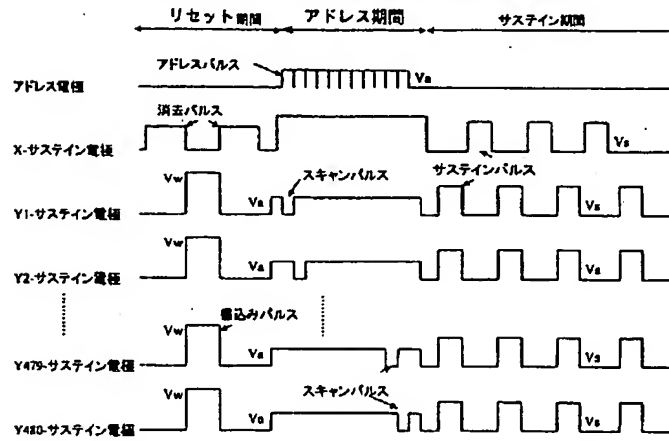 リセット期間 アドレス期間 サステイン期間
アドレスパルス Va
アドレス電極
消去パルス
X-サステイン電極 Vs
Vw Va スキャンパルス サステインパルス
Y1-サステイン電極 Vs
Vw Va Vs
Y2-サステイン電極
書込みパルス
Vw Va Vs
Y479-サステイン電極
Vw Va スキャンパルス Vs
Y480-サステイン電極